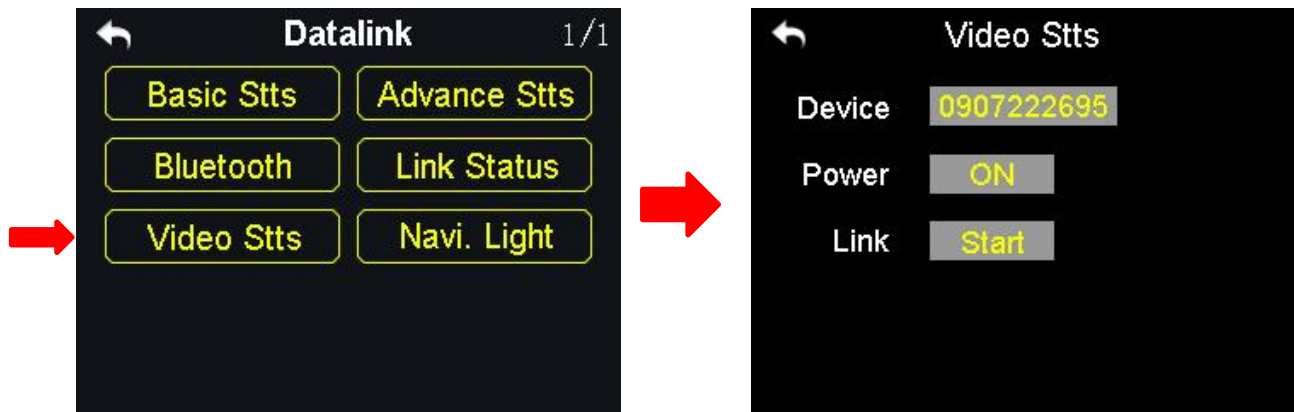 Datalink 1/1
Basic Stts Advance Stts
Bluetooth Link Status
Video Stts Navi. Light
Video Stts
Device 0907222695
Power ON
Link Start